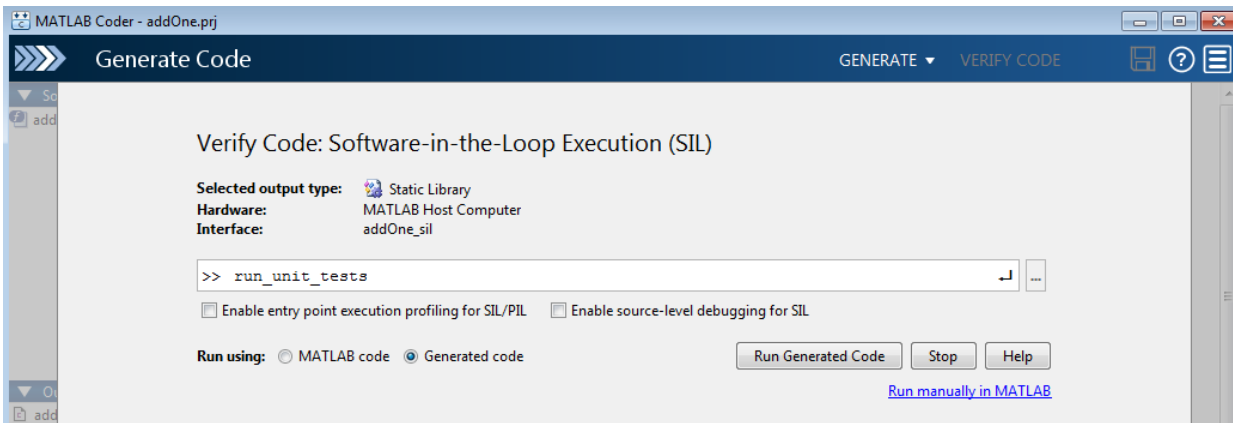 MATLAB Coder - addOne.prj
Generate Code
GENERATE ▼ VERIFY CODE
So
add
Verify Code: Software-in-the-Loop Execution (SIL)
Selected output type: Static Library
Hardware: MATLAB Host Computer
Interface: addOne_sil
>> run_unit_tests
...
Enable entry point execution profiling for SIL/PIL Enable source-level debugging for SIL
Run using: MATLAB code Generated code Run Generated Code Stop Help
Run manually in MATLAB
Ou
add